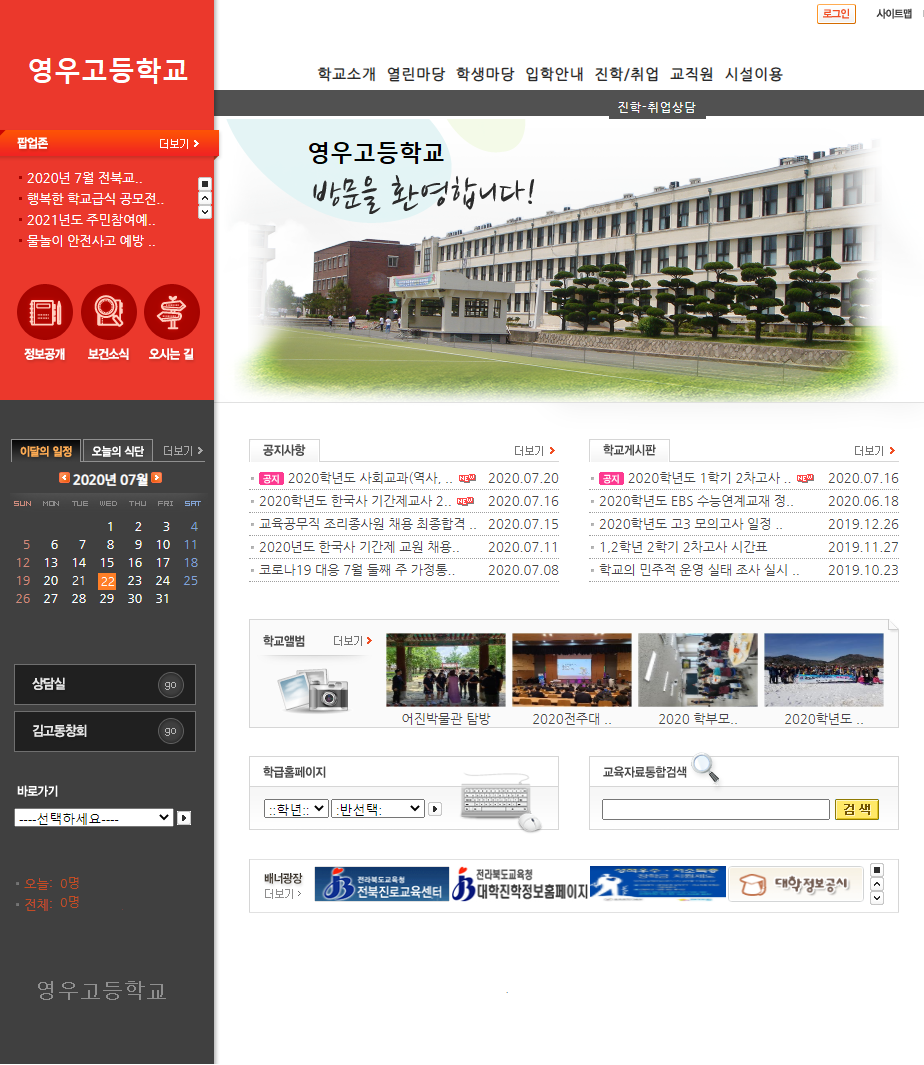 로그인 사이트맵
영우고등학교
학교소개 열린마당 학생마당 입학안내 진학/취업 교직원 시설이용
진학-취업상담
팝업존 더보기
2020년 7월 전북교..
행복한 학교급식 공모전..
2021년도 주민참여예..
물놀이 안전사고 예방 ..
정보공개 보건소식 오시는 길
영우고등학교
방문을 환영합니다!
이달의 일정 오늘의 식단 더보기
2020년 07월
SUN MON TUE WED THU FRI SAT
1 2 3 4
5 6 7 8 9 10 11
12 13 14 15 16 17 18
19 20 21 22 23 24 25
26 27 28 29 30 31
상담실 go
김고동창회 go
바로가기
----선택하세요----
오늘: 0명
전체: 0명
영우고등학교
공지사항 더보기
공지 2020학년도 사회교과(역사, .. NEW 2020.07.20
2020학년도 한국사 기간제교사 2.. NEW 2020.07.16
교육공무직 조리종사원 채용 최종합격 .. 2020.07.15
2020년도 한국사 기간제 교원 채용.. 2020.07.11
코로나19 대응 7월 둘째 주 가정통.. 2020.07.08
학교게시판 더보기
공지 2020학년도 1학기 2차고사 .. NEW 2020.07.16
2020학년도 EBS 수능연계교재 정.. 2020.06.18
2020학년도 고3 모의고사 일정 .. 2019.12.26
1,2학년 2학기 2차고사 시간표 2019.11.27
학교의 민주적 운영 실태 조사 실시 .. 2019.10.23
학교앨범 더보기
어진박물관 탐방 2020전주대 .. 2020 학부모.. 2020학년도 ..
학급홈페이지
::학년:: :반선택:
교육자료통합검색
검 색
배너광장
더보기
전라북도교육청
전북진로교육센터
전라북도교육청
대학진학정보홈페이지
대학정보공시